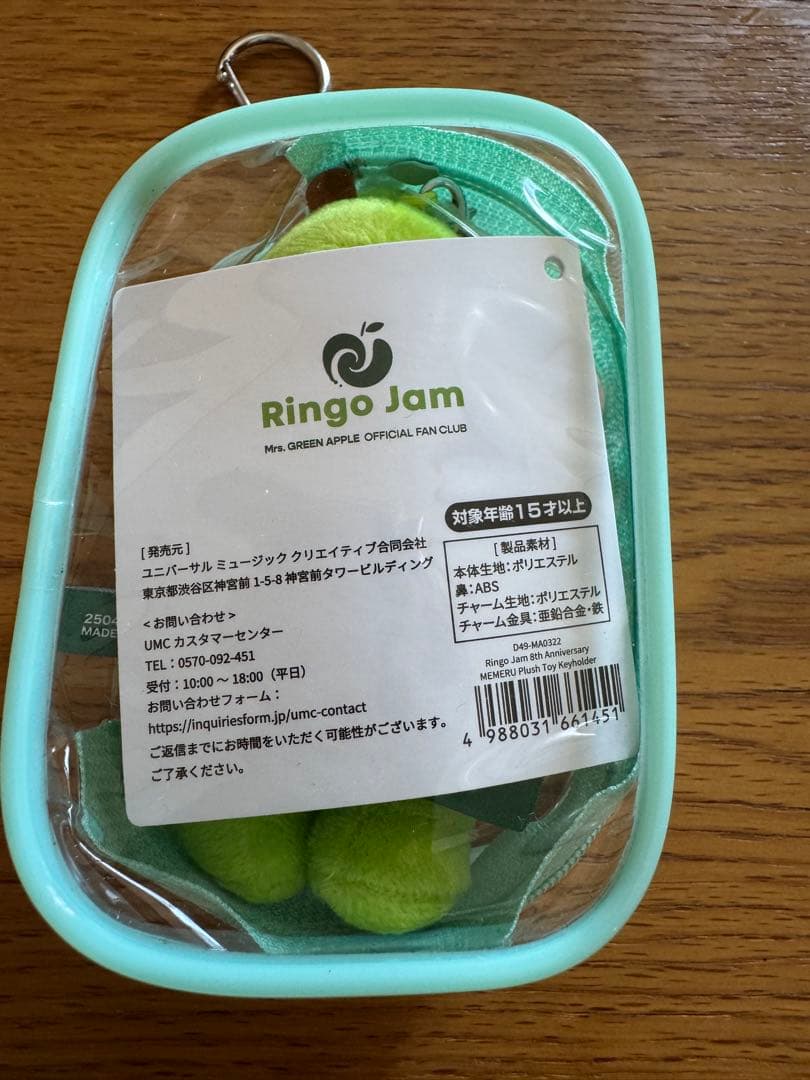 Ringo Jam
Mrs. GREEN APPLE OFFICIAL FAN CLUB
対象年齢15才以上
[発売元]
ユニバーサル ミュージック クリエイティブ合同会社
東京都渋谷区神宮前 1-5-8 神宮前タワービルディング
<お問い合わせ>
UMC カスタマーセンター
TEL：0570-092-451
受付：10:00 ～ 18:00（平日）
お問い合わせフォーム：
https://inquiriesform.jp/umc-contact
ご返信までにお時間をいただく可能性がございます。
ご了承ください。
[製品素材]
本体生地：ポリエステル
鼻：ABS
チャーム生地：ポリエステル
チャーム金具：亜鉛合金・鉄
D49-MA0322
Ringo Jam 8th Anniversary
MEMERU Plush Toy Keyholder
4 988031 661451
2504
MADE